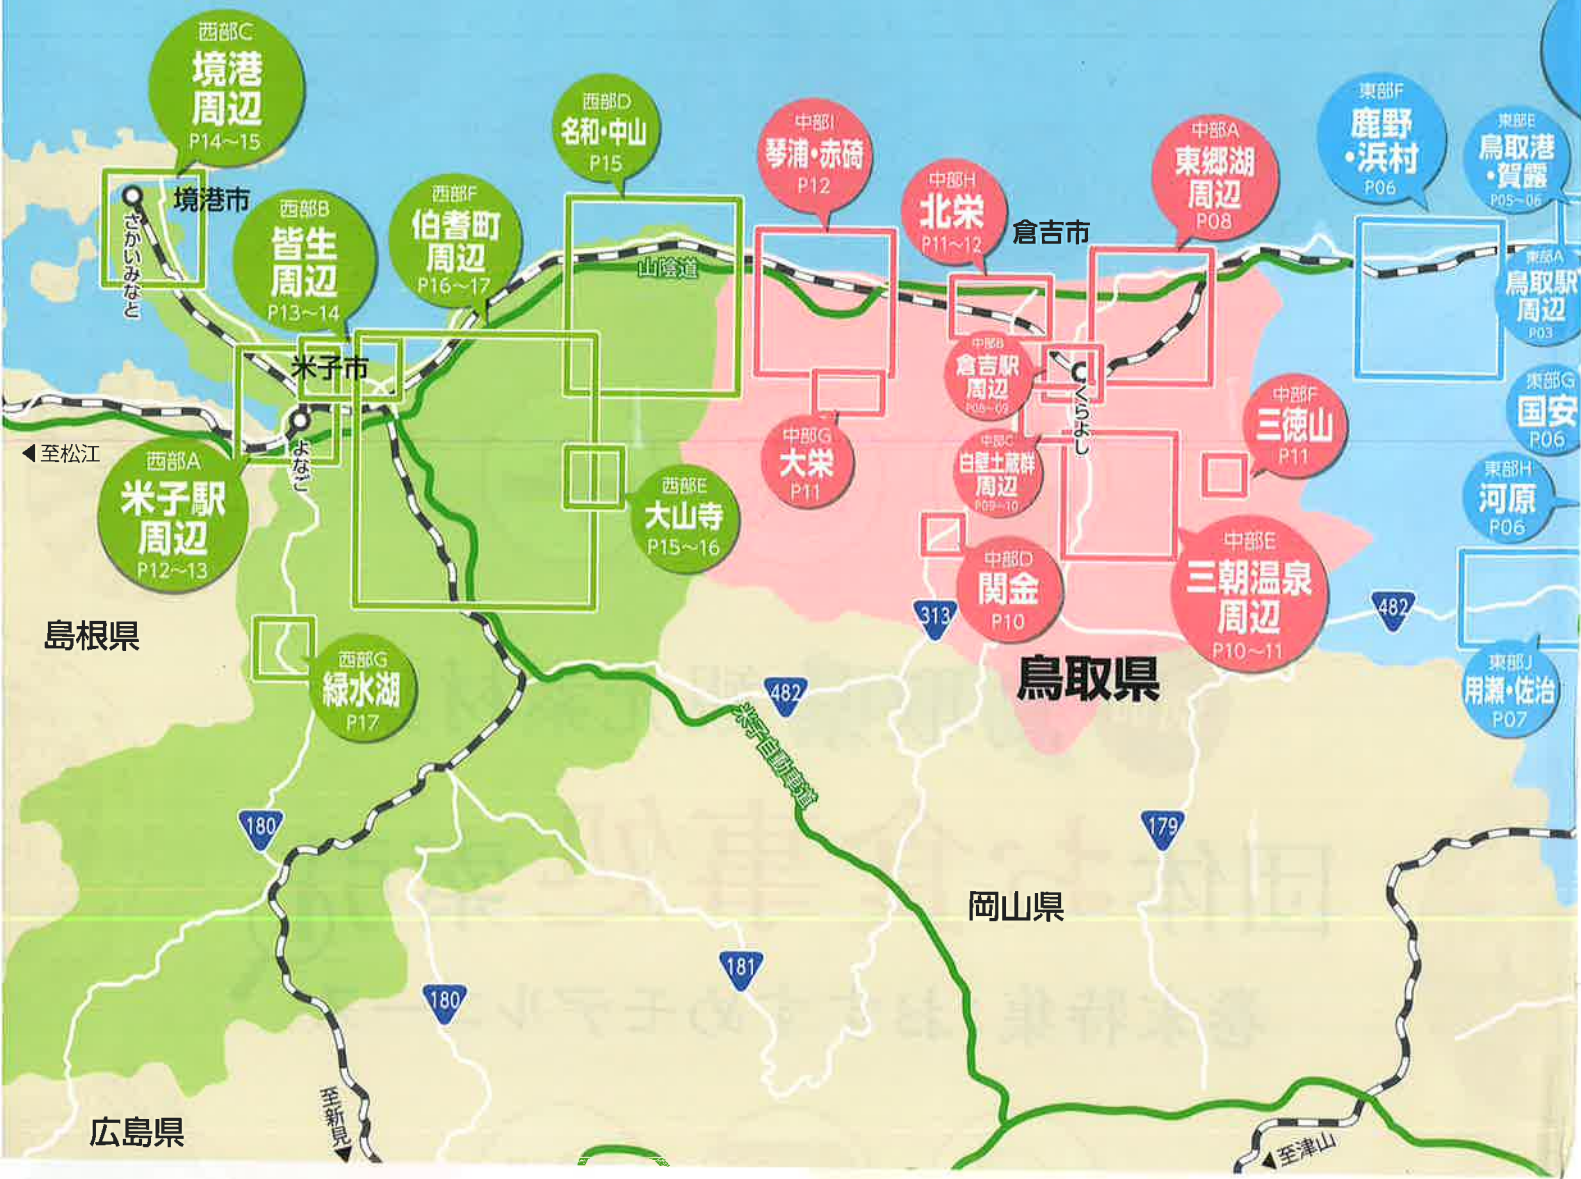 西部C
境港
周辺
P14～15
境港市
さかいみなと
西部B
皆生
周辺
P13～14
西部F
伯耆町
周辺
P16～17
西部D
名和・中山
P15
山陰道
中部I
琴浦・赤碕
P12
中部H
北栄
P11～12
倉吉市
中部A
東郷湖
周辺
P08
東部F
鹿野
・浜村
P06
東部E
鳥取港
・賀露
P05～06
東部A
鳥取駅
周辺
P03
米子市
よなご
至松江
西部A
米子駅
周辺
P12～13
西部E
大山寺
P15～16
中部G
大栄
P11
中部B
倉吉駅
周辺
P08～09
くらよし
中部C
白壁土蔵群
周辺
P09～10
中部F
三徳山
P11
東部G
国安
P06
東部H
河原
P06
中部D
関金
P10
中部E
三朝温泉
周辺
P10～11
313
482
島根県
西部G
緑水湖
P17
482
鳥取県
東部J
用瀬・佐治
P07
米子自動車道
180
179
岡山県
181
180
広島県
至新見
至津山